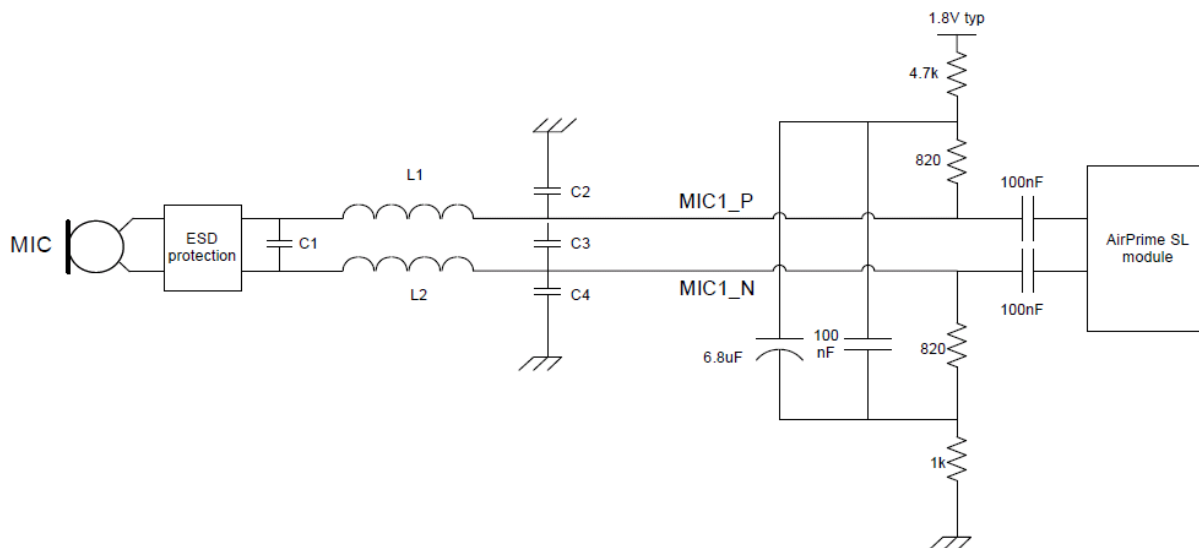 1.8V typ
4.7k
820
100nF
L1
C2
MIC1_P
MIC
ESD
protection
C1
C3
AirPrime SL
module
L2
C4
MIC1_N
100nF
6.8uF
100
nF
820
1k